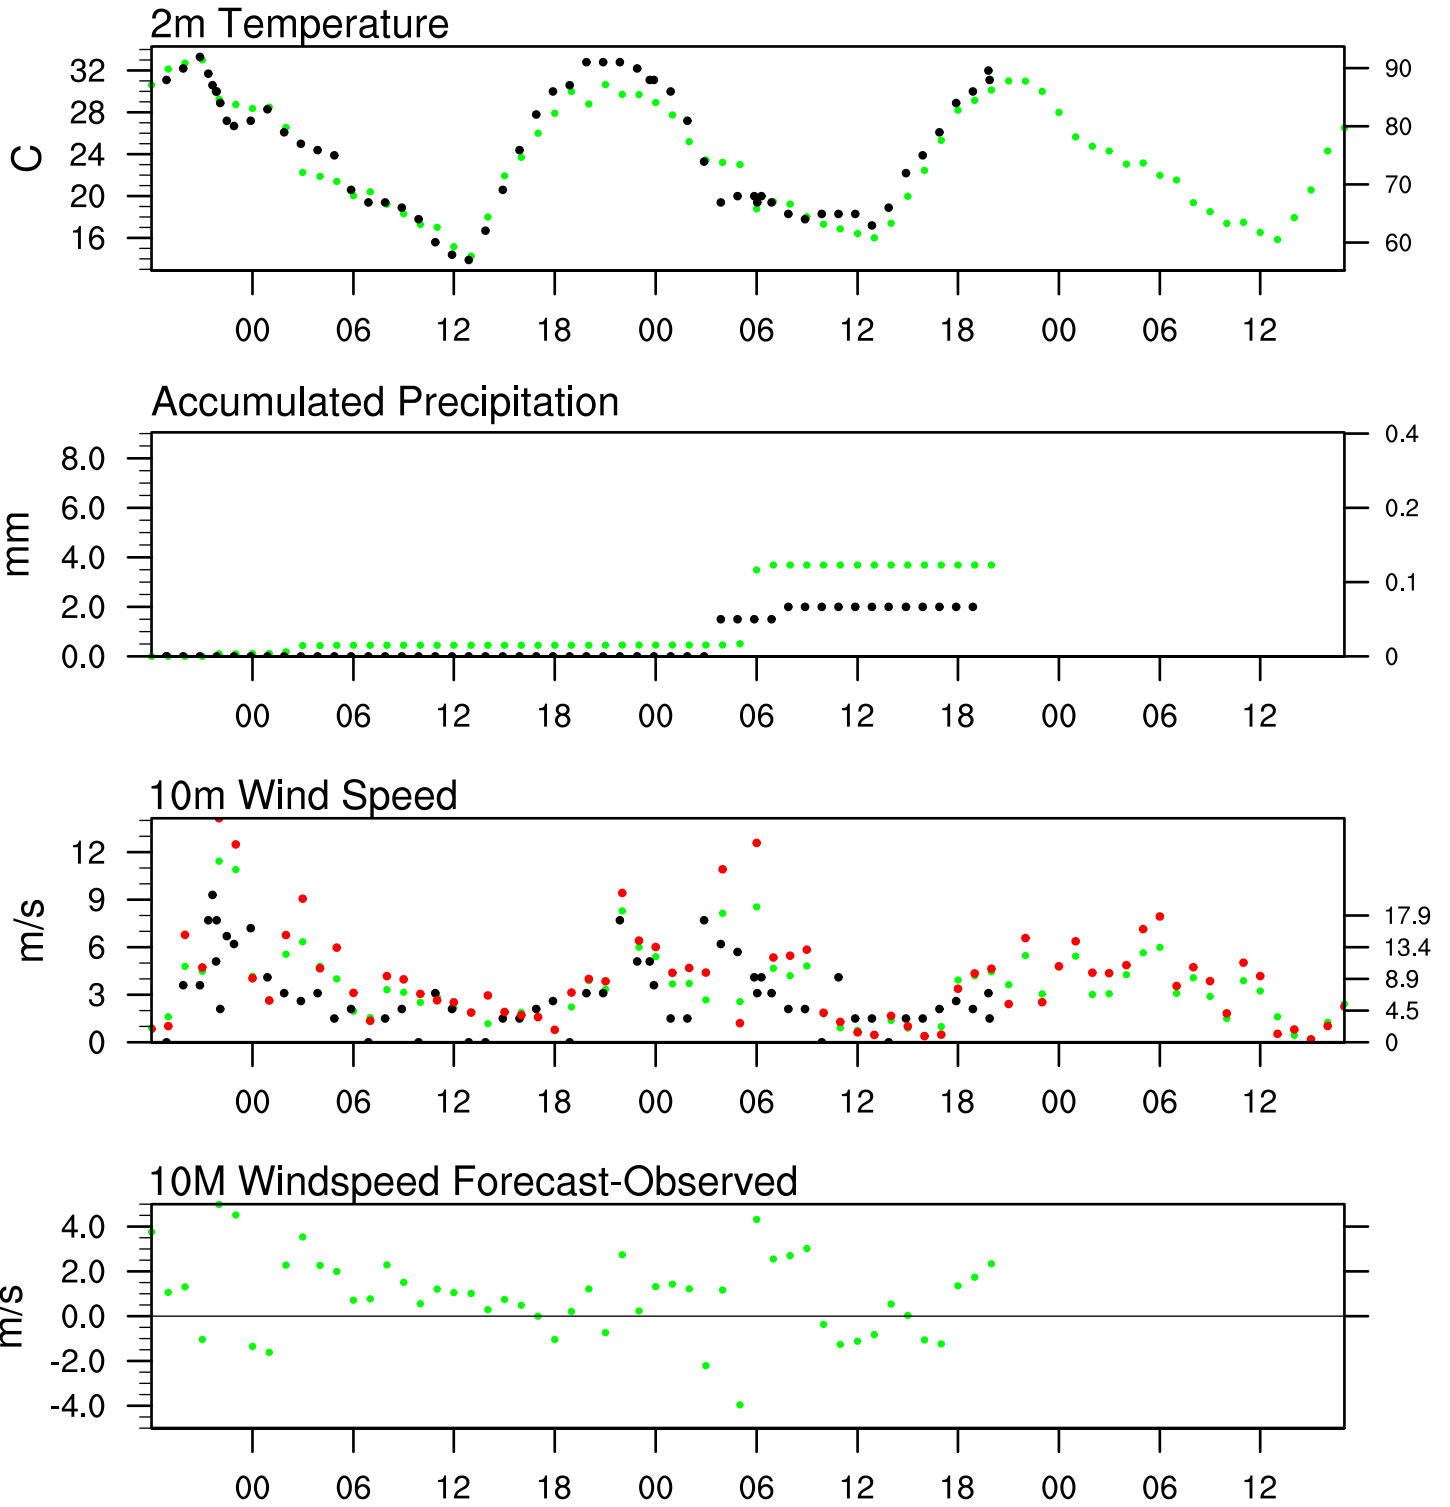 2m Temperature
32
28
24
20
16
C
90
80
70
60
00 06 12 18 00 06 12 18 00 06 12
Accumulated Precipitation
8.0
6.0
4.0
2.0
0.0
mm
0.4
0.2
0.1
0
00 06 12 18 00 06 12 18 00 06 12
10m Wind Speed
12
9
6
3
0
m/s
17.9
13.4
8.9
4.5
0
00 06 12 18 00 06 12 18 00 06 12
10M Windspeed Forecast-Observed
4.0
2.0
0.0
-2.0
-4.0
m/s
00 06 12 18 00 06 12 18 00 06 12